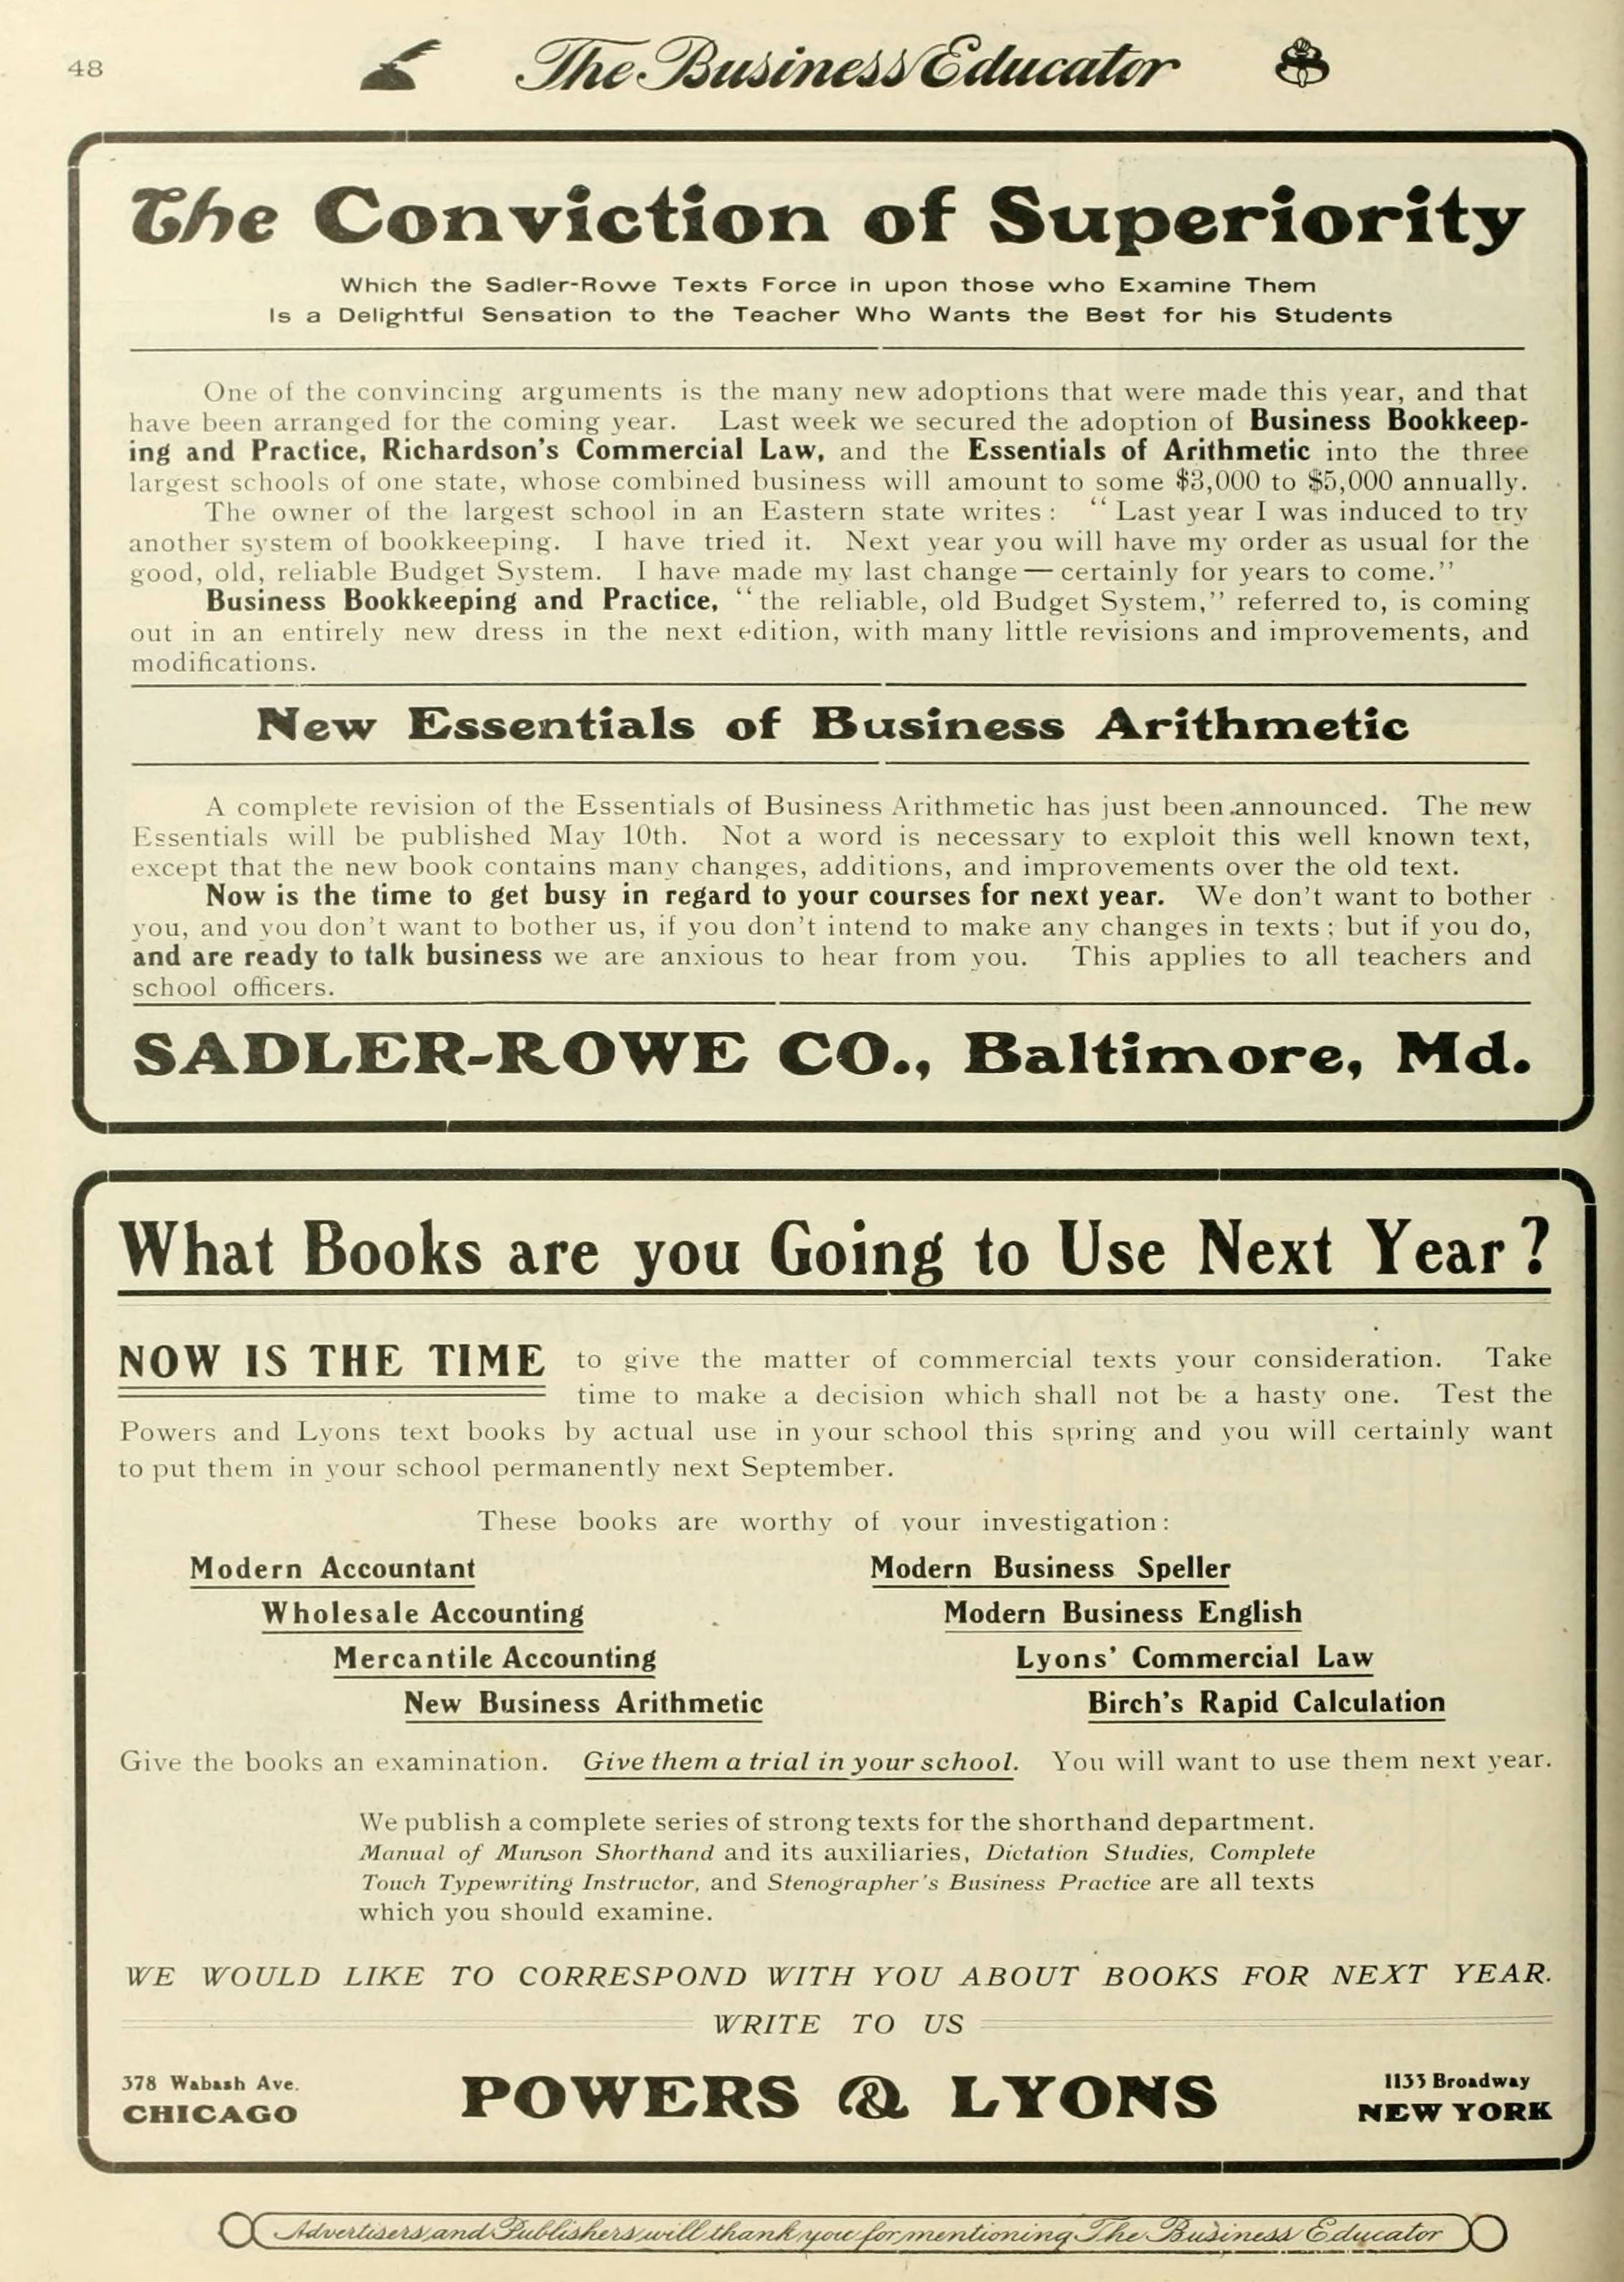 48
The Business Educator
The Conviction of Superiority
Which the Sadler-Rowe Texts Force in upon those who Examine Them
Is a Delightful Sensation to the Teacher Who Wants the Best for his Students
One of the convincing arguments is the many new adoptions that were made this year, and that
have been arranged for the coming year. Last week we secured the adoption of Business Bookkeep-
ing and Practice, Richardson's Commercial Law, and the Essentials of Arithmetic into the three
largest schools of one state, whose combined business will amount to some $3,000 to $5,000 annually.
The owner of the largest school in an Eastern state writes: "Last year I was induced to try
another system of bookkeeping. I have tried it. Next year you will have my order as usual for the
good, old, reliable Budget System. I have made my last change — certainly for years to come."
Business Bookkeeping and Practice, "the reliable, old Budget System," referred to, is coming
out in an entirely new dress in the next edition, with many little revisions and improvements, and
modifications.
New Essentials of Business Arithmetic
A complete revision of the Essentials of Business Arithmetic has just been announced. The new
Essentials will be published May 10th. Not a word is necessary to exploit this well known text,
except that the new book contains many changes, additions, and improvements over the old text.
Now is the time to get busy in regard to your courses for next year. We don't want to bother
you, and you don't want to bother us, if you don't intend to make any changes in texts; but if you do,
and are ready to talk business we are anxious to hear from you. This applies to all teachers and
school officers.
SADLER-ROWE CO., Baltimore, Md.
What Books are you Going to Use Next Year?
NOW IS THE TIME to give the matter of commercial texts your consideration. Take
time to make a decision which shall not be a hasty one. Test the
Powers and Lyons text books by actual use in your school this spring and you will certainly want
to put them in your school permanently next September.
These books are worthy of your investigation:
Modern Accountant
Wholesale Accounting
Mercantile Accounting
New Business Arithmetic
Modern Business Speller
Modern Business English
Lyons' Commercial Law
Birch's Rapid Calculation
Give the books an examination. Give them a trial in your school. You will want to use them next year.
We publish a complete series of strong texts for the shorthand department.
Manual of Munson Shorthand and its auxiliaries, Dictation Studies, Complete
Touch Typewriting Instructor, and Stenographer's Business Practice are all texts
which you should examine.
WE WOULD LIKE TO CORRESPOND WITH YOU ABOUT BOOKS FOR NEXT YEAR.
WRITE TO US
378 Wabash Ave.
CHICAGO
POWERS & LYONS
1133 Broadway
NEW YORK
Advertisers and Publishers will thank you for mentioning The Business Educator